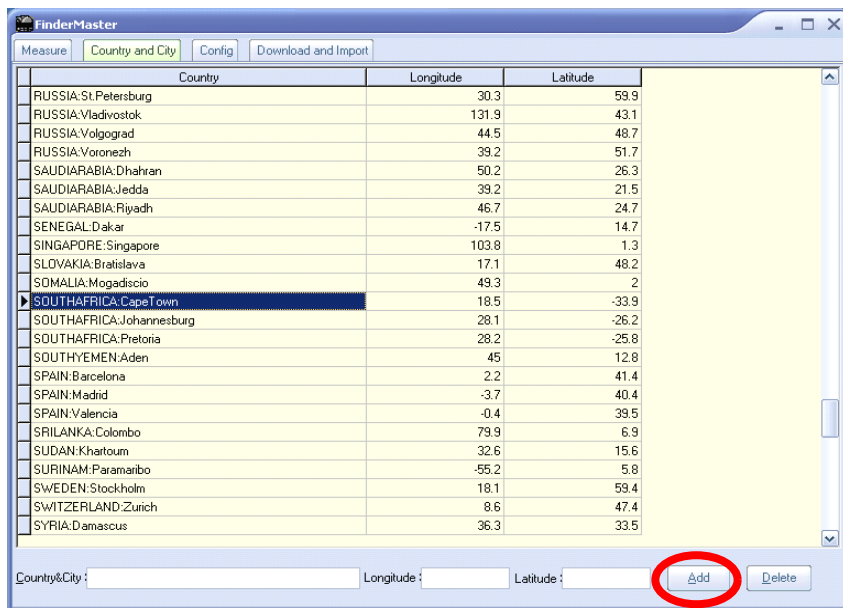 FinderMaster
Measure Country and City Config Download and Import
Country Longitude Latitude
RUSSIA:St.Petersburg 30.3 59.9
RUSSIA:Vladivostok 131.9 43.1
RUSSIA:Volgograd 44.5 48.7
RUSSIA:Voronezh 39.2 51.7
SAUDIARABIA:Dhahran 50.2 26.3
SAUDIARABIA:Jedda 39.2 21.5
SAUDIARABIA:Riyadh 46.7 24.7
SENEGAL:Dakar -17.5 14.7
SINGAPORE:Singapore 103.8 1.3
SLOVAKIA:Bratislava 17.1 48.2
SOMALIA:Mogadiscio 49.3 2
SOUTHAFRICA:CapeTown 18.5 -33.9
SOUTHAFRICA:Johannesburg 28.1 -26.2
SOUTHAFRICA:Pretoria 28.2 -25.8
SOUTHYEMEN:Aden 45 12.8
SPAIN:Barcelona 2.2 41.4
SPAIN:Madrid -3.7 40.4
SPAIN:Valencia -0.4 39.5
SRILANKA:Colombo 79.9 6.9
SUDAN:Khartoum 32.6 15.6
SURINAM:Paramaribo -55.2 5.8
SWEDEN:Stockholm 18.1 59.4
SWITZERLAND:Zurich 8.6 47.4
SYRIA:Damascus 36.3 33.5
Country&City : Longitude : Latitude : Add Delete